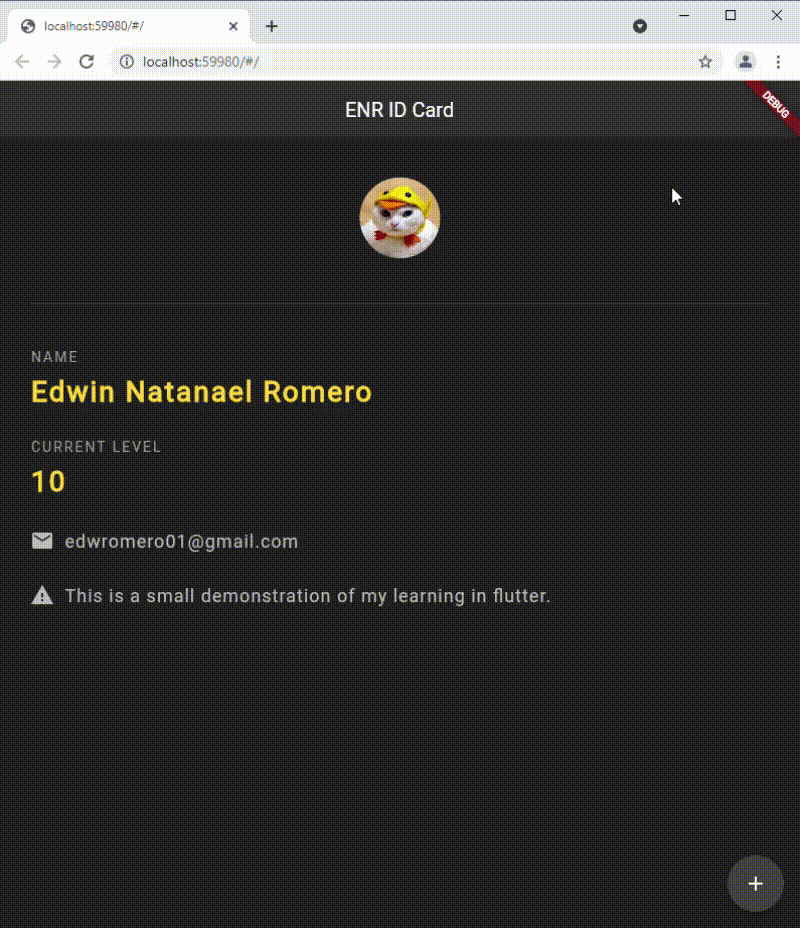 localhost:59980/#/
localhost:59980/#/
ENR ID Card
DEBUG
NAME
Edwin Natanael Romero
CURRENT LEVEL
10
edwromero01@gmail.com
This is a small demonstration of my learning in flutter.